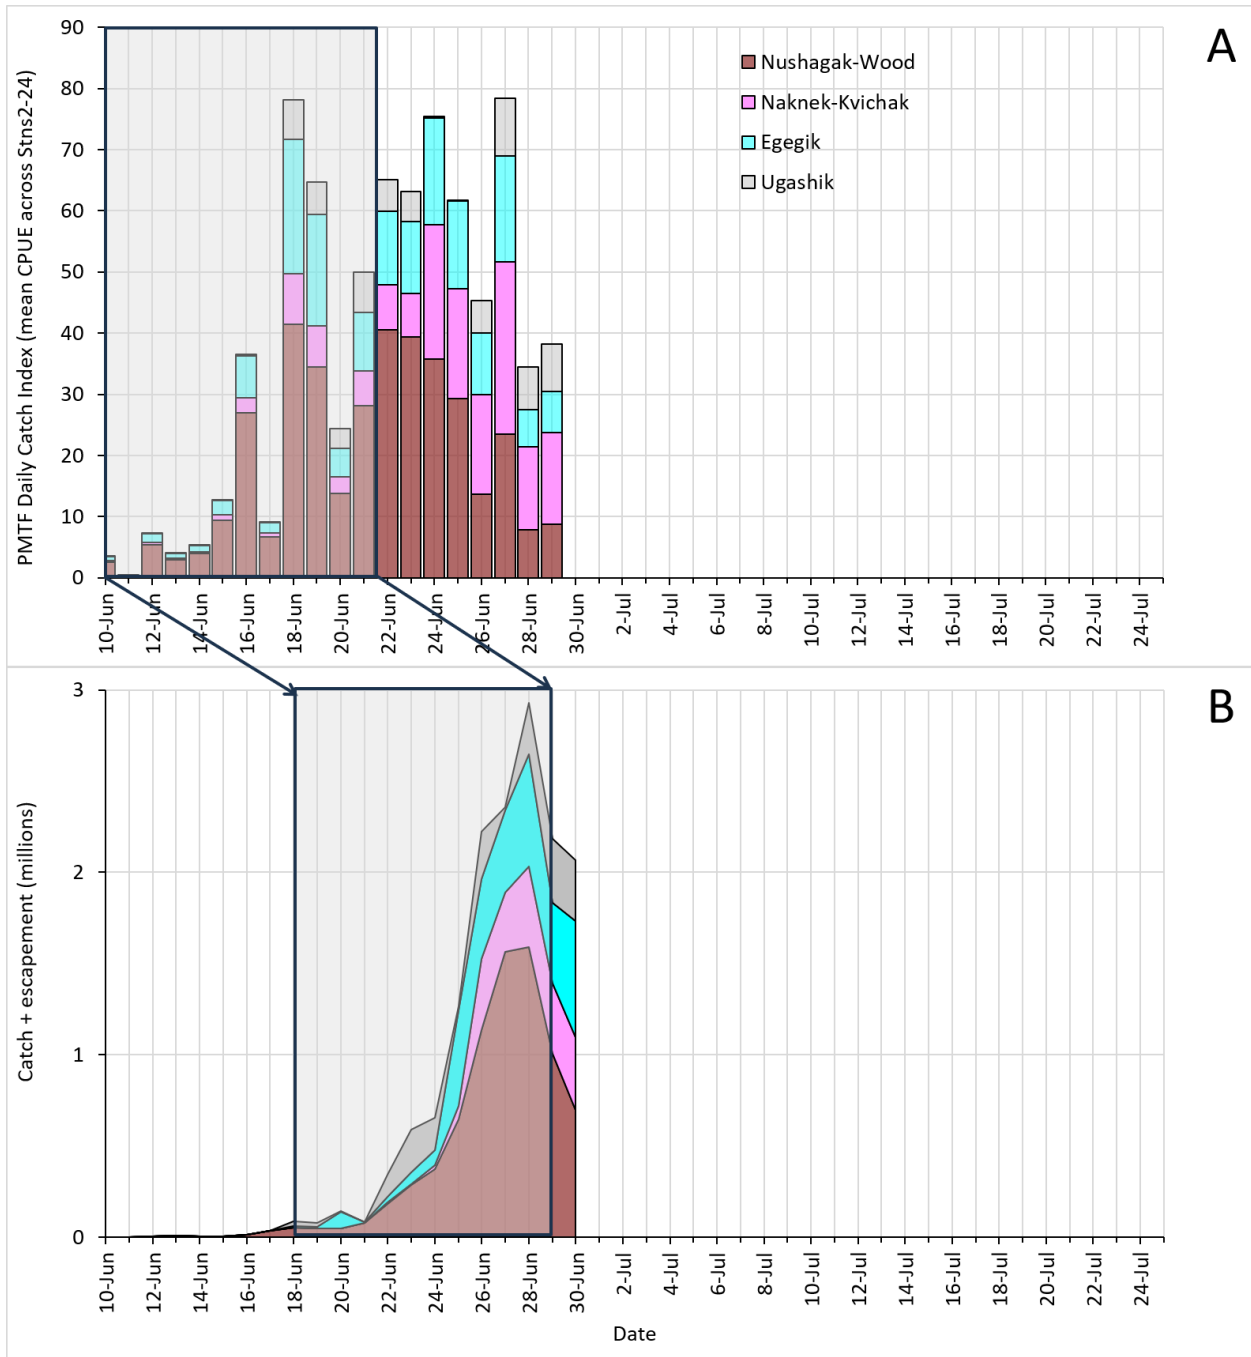 A
PMTF Daily Catch Index (mean CPUE across Stns2-24)
90
80
70
60
50
40
30
20
10
0
Nushagak-Wood
Naknek-Kvichak
Egegik
Ugashik
10-Jun
12-Jun
14-Jun
16-Jun
18-Jun
20-Jun
22-Jun
24-Jun
26-Jun
28-Jun
30-Jun
2-Jul
4-Jul
6-Jul
8-Jul
10-Jul
12-Jul
14-Jul
16-Jul
18-Jul
20-Jul
22-Jul
24-Jul
B
Catch + escapement (millions)
3
2
1
0
10-Jun
12-Jun
14-Jun
16-Jun
18-Jun
20-Jun
22-Jun
24-Jun
26-Jun
28-Jun
30-Jun
2-Jul
4-Jul
6-Jul
8-Jul
10-Jul
12-Jul
14-Jul
16-Jul
18-Jul
20-Jul
22-Jul
24-Jul
Date